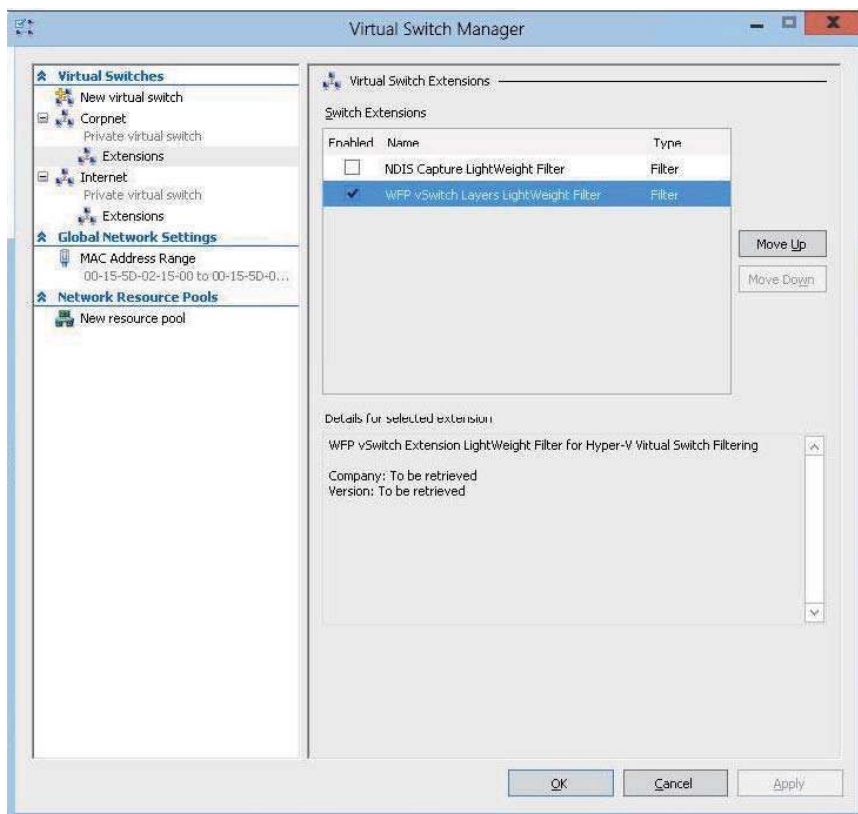 Virtual Switch Manager
Virtual Switches
New virtual switch
Corpnet
Private virtual switch
Extensions
Internet
Private virtual switch
Extensions
Global Network Settings
MAC Address Range
00-15-5D-02-15-00 to 00-15-5D-0...
Network Resource Pools
New resource pool
Virtual Switch Extensions
Switch Extensions
Enabled Name Type
NDIS Capture LightWeight Filter Filter
WFP vSwitch Layers LightWeight Filter Filter
Move Up
Move Down
Details for selected extension
WFP vSwitch Extension LightWeight Filter for Hyper-V Virtual Switch Filtering
Company: To be retrieved
Version: To be retrieved
OK Cancel Apply